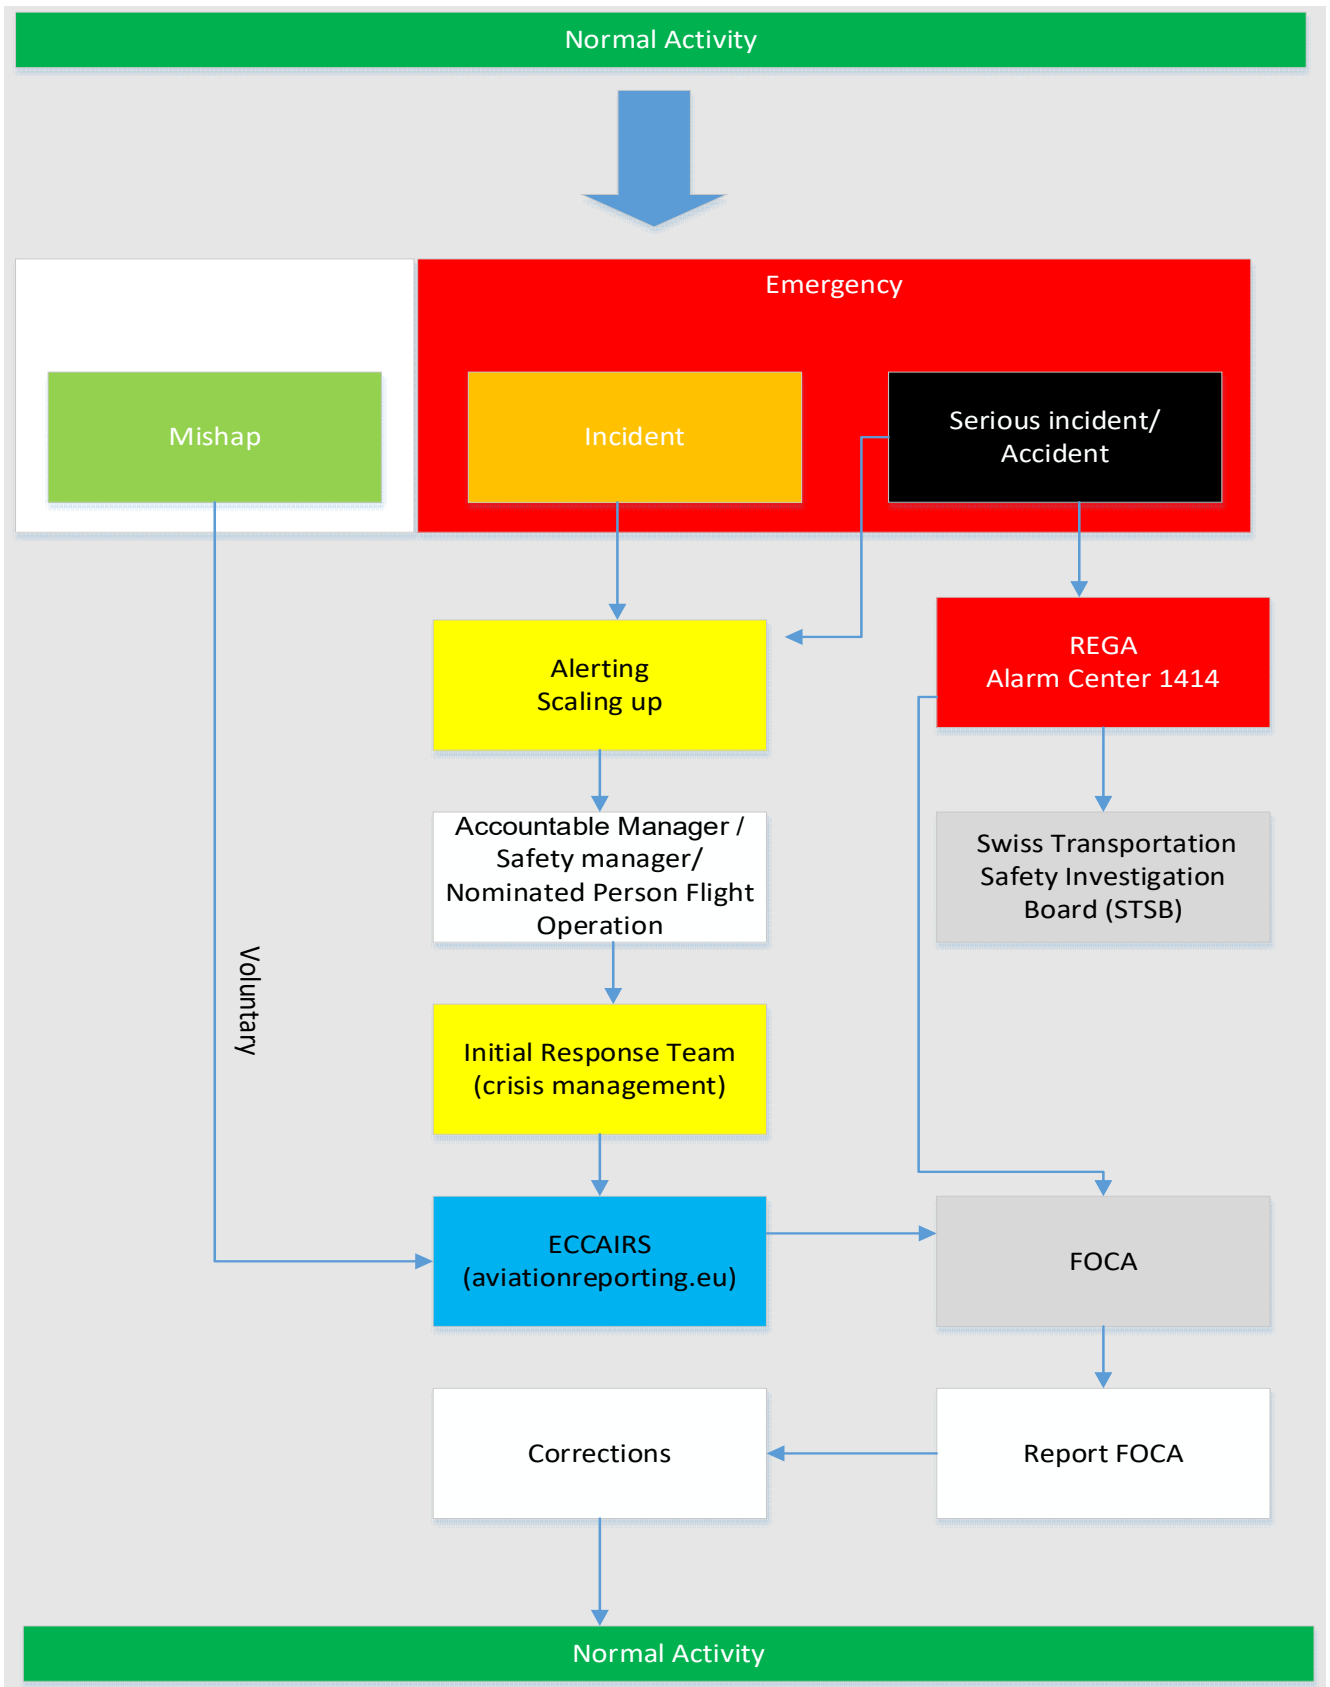 Normal Activity
Emergency
Mishap
Incident
Serious incident/
Accident
Alerting
Scaling up
REGA
Alarm Center 1414
Accountable Manager /
Safety manager/
Nominated Person Flight
Operation
Swiss Transportation
Safety Investigation
Board (STSB)
Voluntary
Initial Response Team
(crisis management)
ECCAIRS
(aviationreporting.eu)
FOCA
Corrections
Report FOCA
Normal Activity